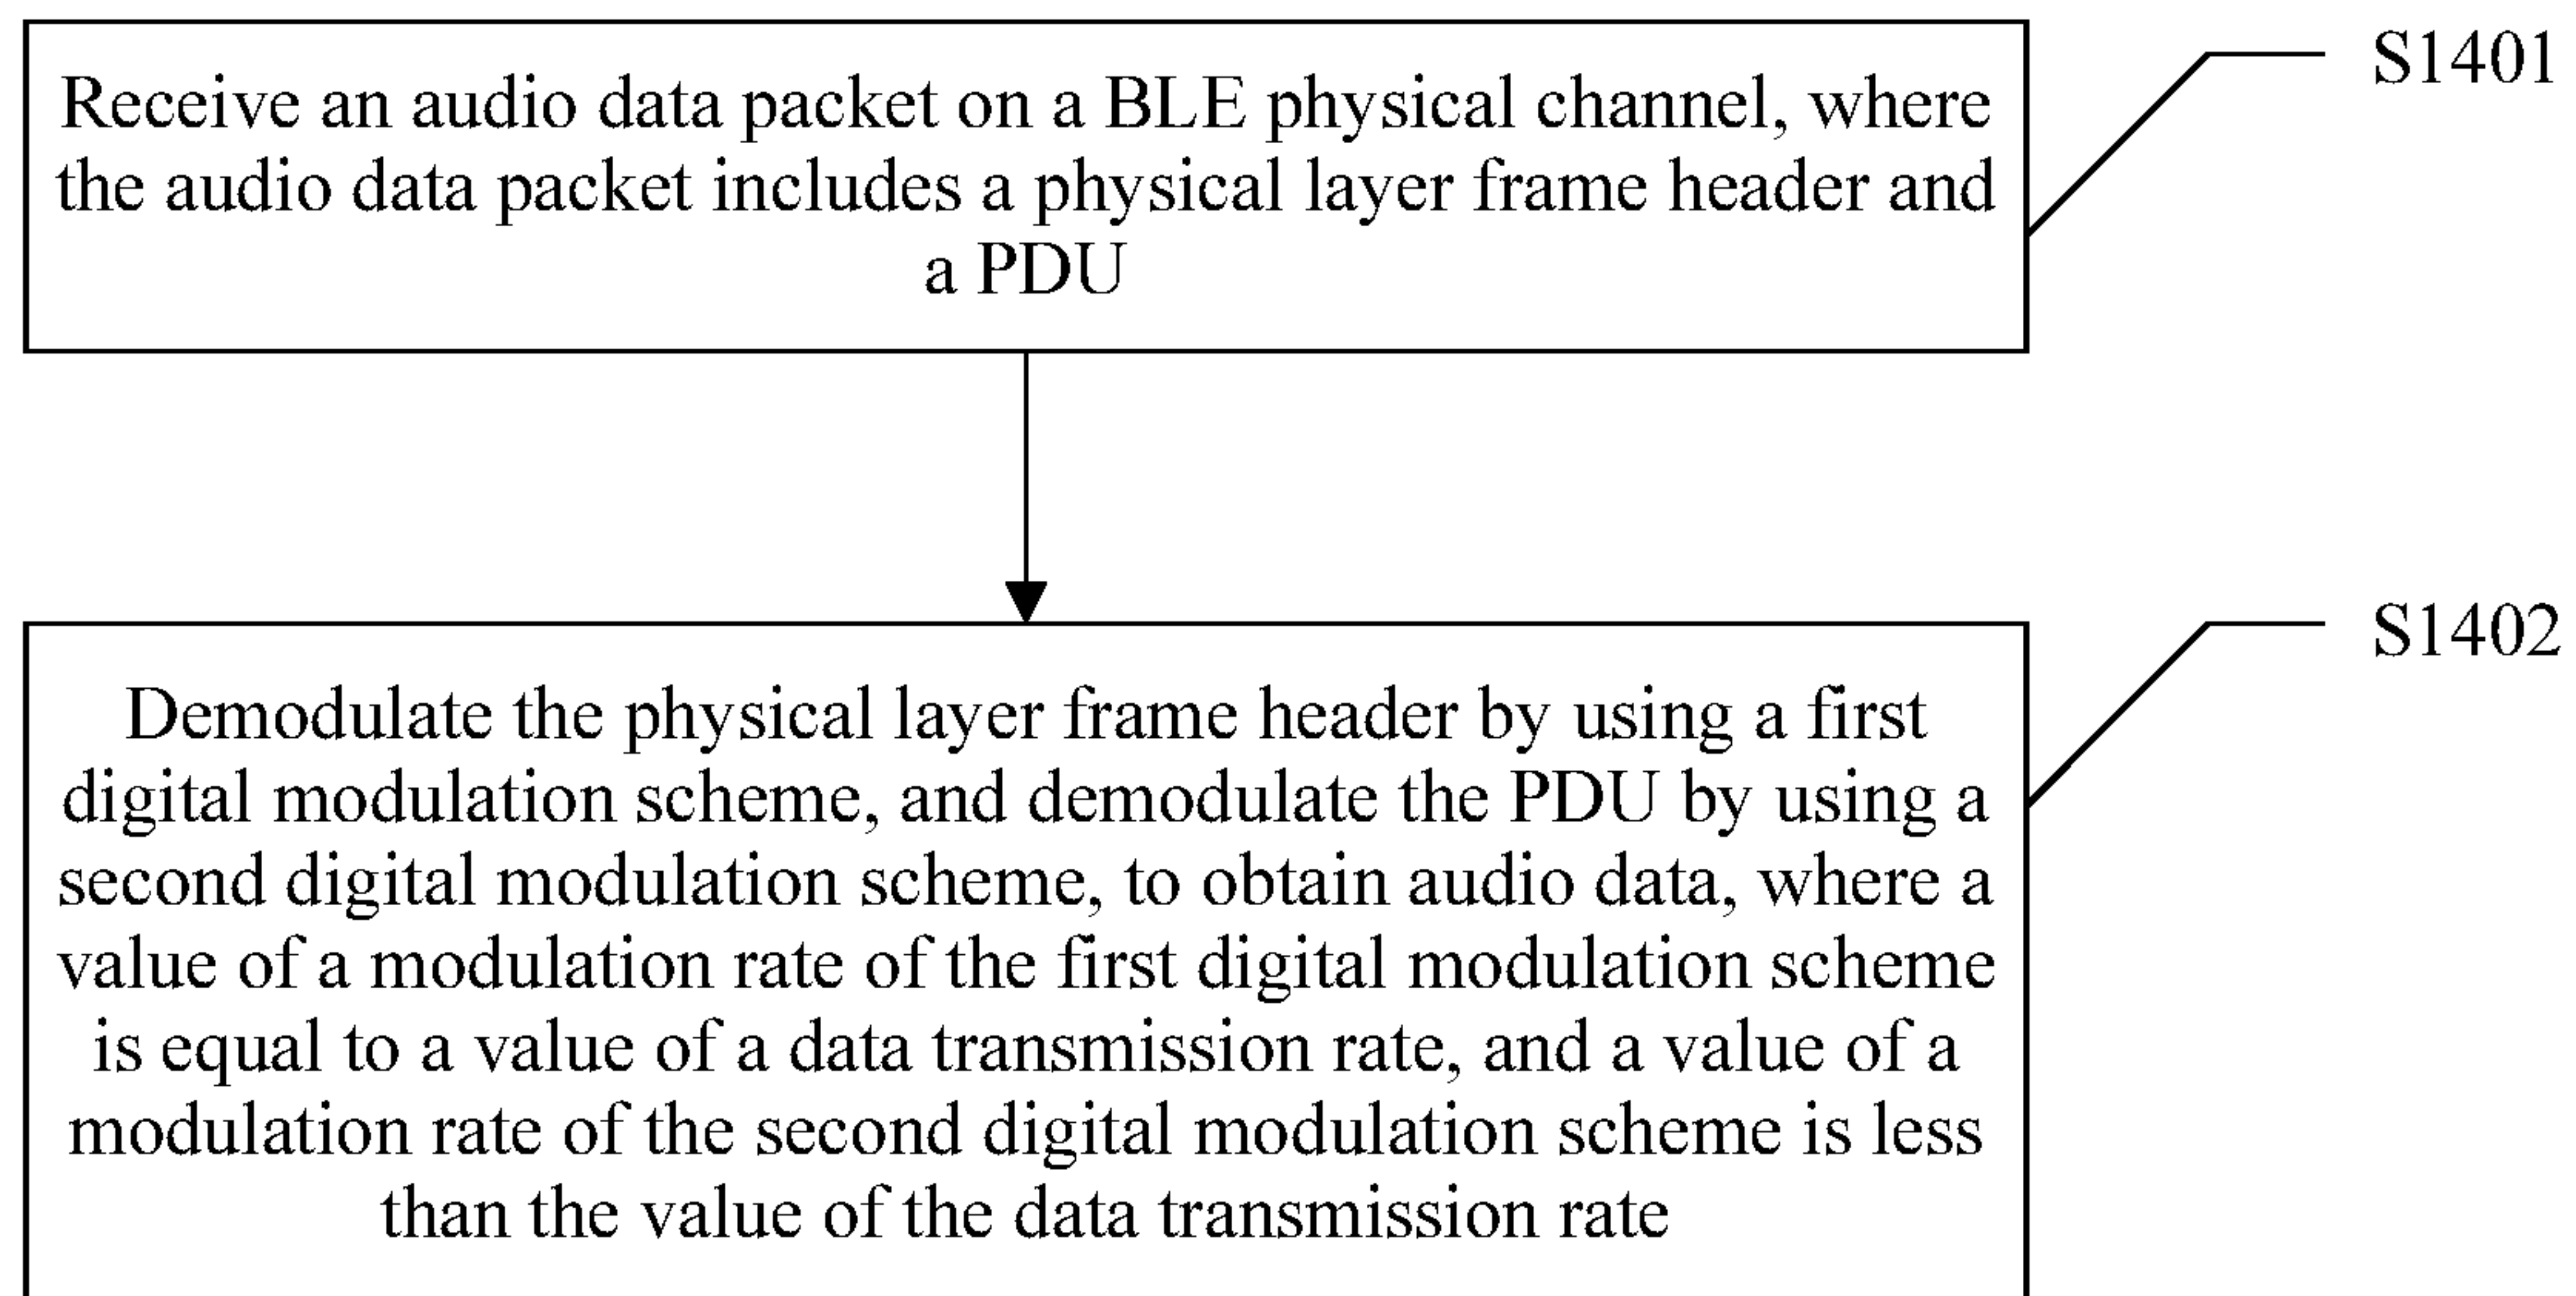 Receive an audio data packet on a BLE physical channel, where
the audio data packet includes a physical layer frame header and
a PDU
S1401
Demodulate the physical layer frame header by using a first
digital modulation scheme, and demodulate the PDU by using a
second digital modulation scheme, to obtain audio data, where a
value of a modulation rate of the first digital modulation scheme
is equal to a value of a data transmission rate, and a value of a
modulation rate of the second digital modulation scheme is less
than the value of the data transmission rate
S1402